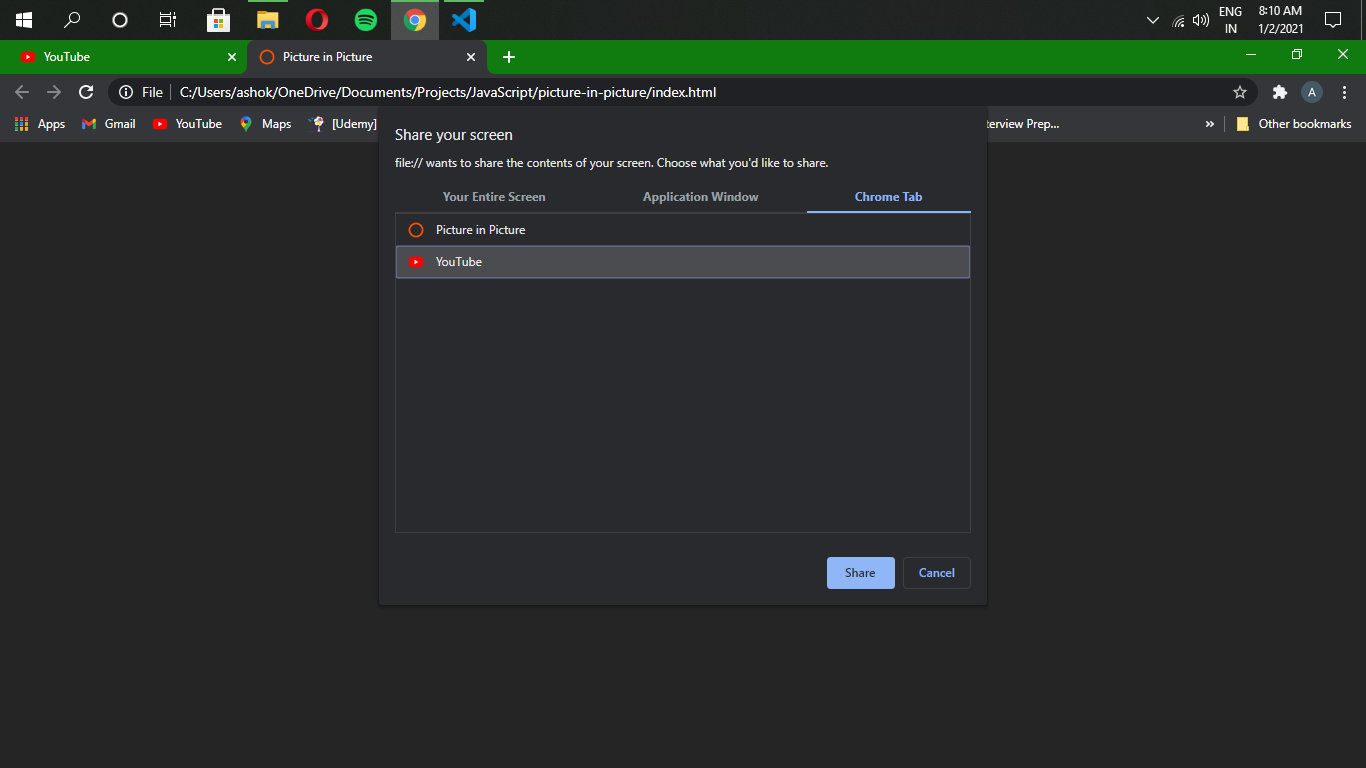 ENG
IN
8:10 AM
1/2/2021
YouTube
Picture in Picture
File
C:/Users/ashok/OneDrive/Documents/Projects/JavaScript/picture-in-picture/index.html
A
Apps
Gmail
YouTube
Maps
[Udemy]
terview Prep...
»
Other bookmarks
Share your screen
file:// wants to share the contents of your screen. Choose what you'd like to share.
Your Entire Screen
Application Window
Chrome Tab
Picture in Picture
YouTube
Share
Cancel